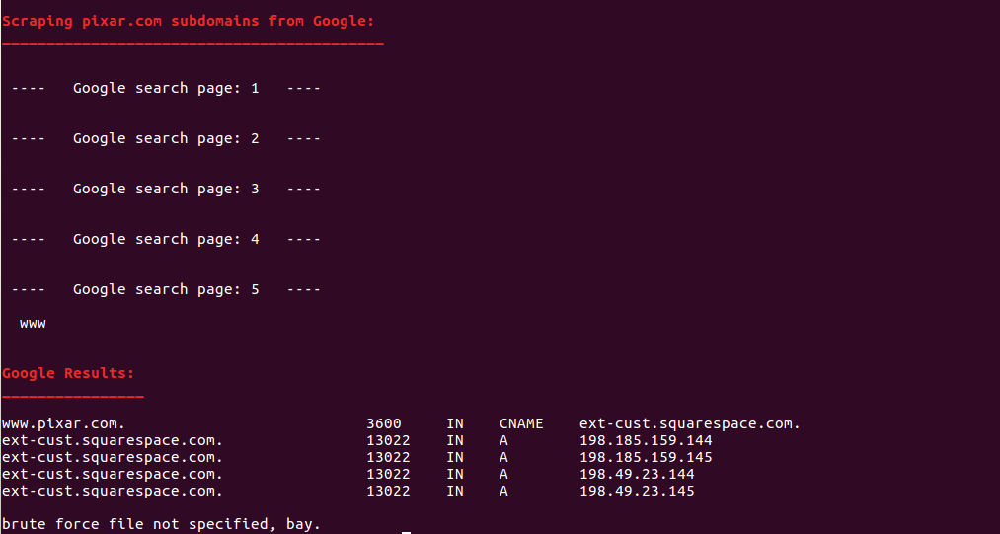 Scraping pixar.com subdomains from Google:
---- Google search page: 1 ----
---- Google search page: 2 ----
---- Google search page: 3 ----
---- Google search page: 4 ----
---- Google search page: 5 ----
www
Google Results:
www.pixar.com. 3600 IN CNAME ext-cust.squarespace.com.
ext-cust.squarespace.com. 13022 IN A 198.185.159.144
ext-cust.squarespace.com. 13022 IN A 198.185.159.145
ext-cust.squarespace.com. 13022 IN A 198.49.23.144
ext-cust.squarespace.com. 13022 IN A 198.49.23.145
brute force file not specified, bay.